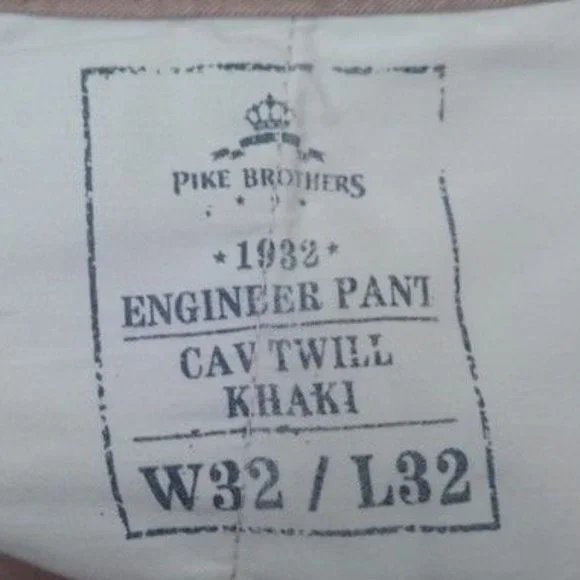 PIKE BROTHERS
*1932*
ENGINEER PANT
CAV TWILL
KHAKI
W32 / L32